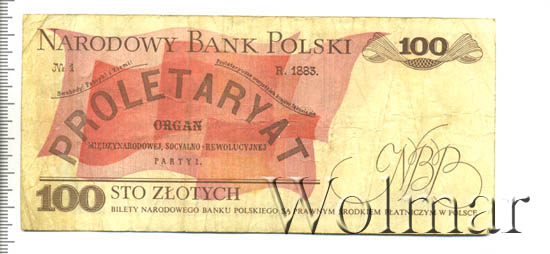 NARODOWY BANK POLSKI
100
№ 1
R. 1883.
PROLETARYAT
ORGAN
MIĘDZYNARODOWEJ, SOCYALNO-REWOLUCYJNEJ
PARTYI.
NBP
100 STO ZŁOTYCH
BILETY NARODOWEGO BANKU POLSKIEGO SĄ PRAWNYM ŚRODKIEM PŁATNICZYM W POLSCE
Wolmar